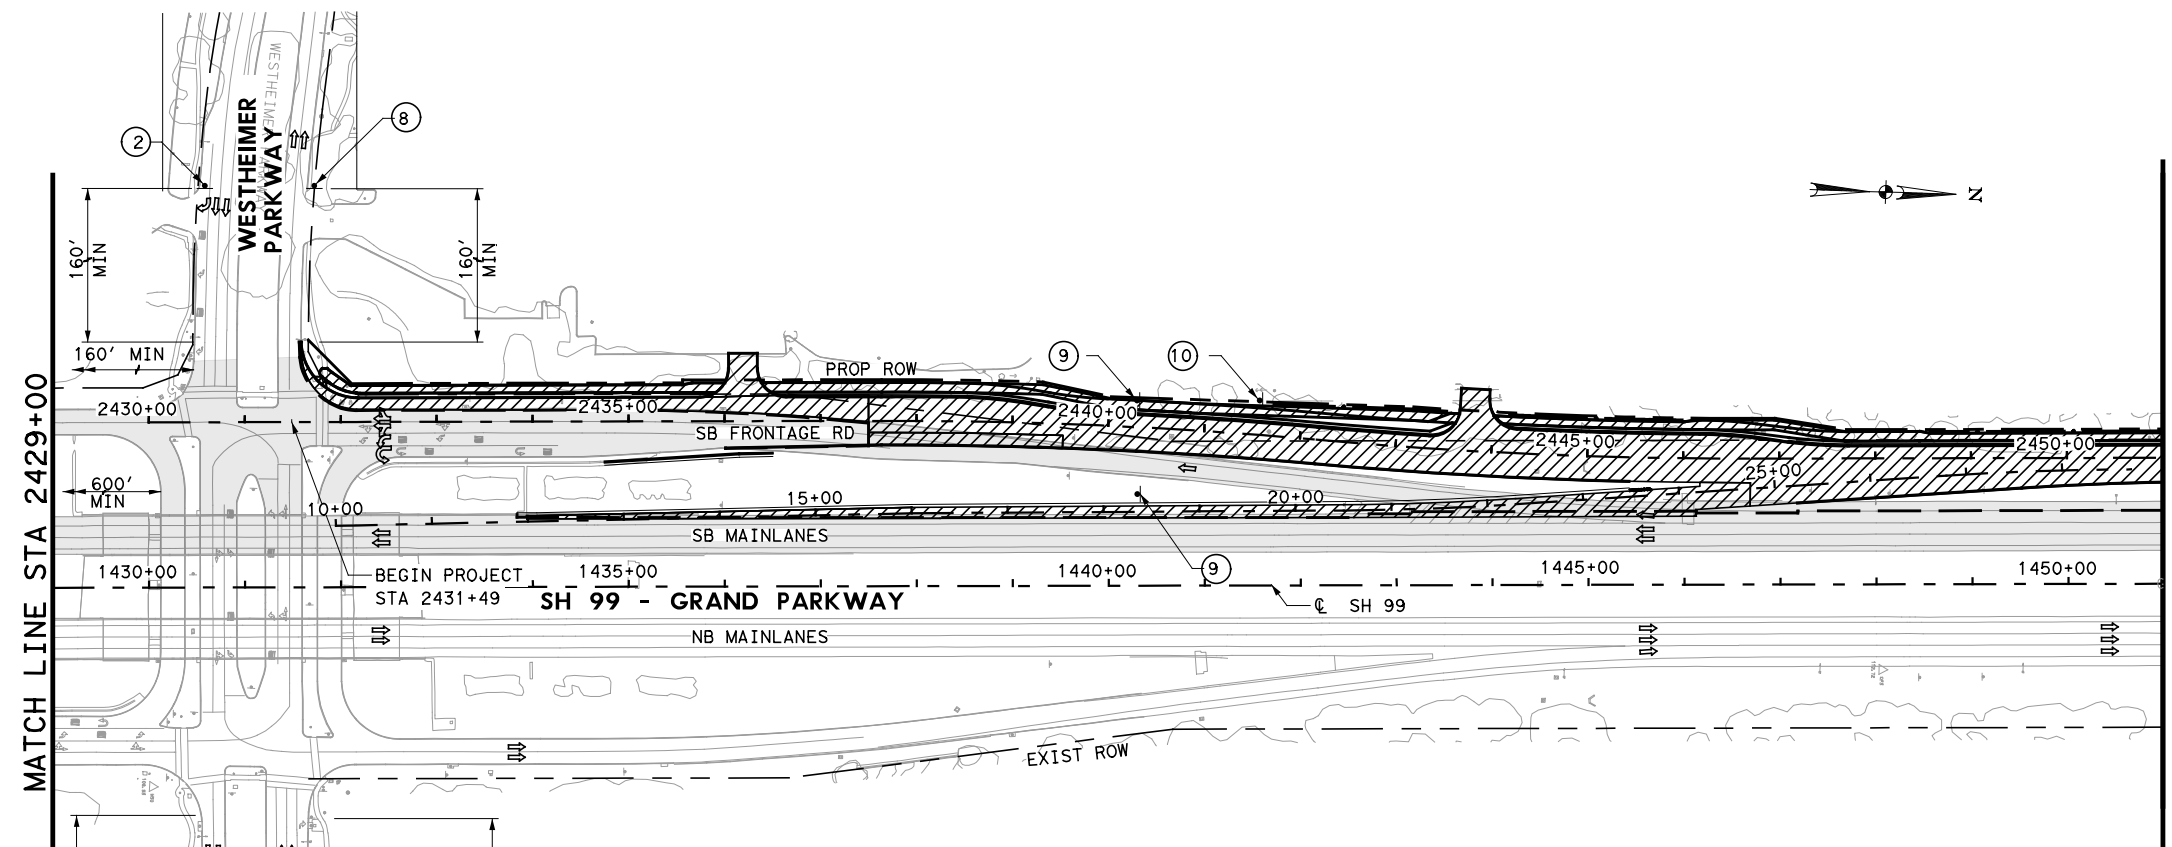 WESTHEIMER
PARKWAY
WESTHEIMER PARKWAY
2
8
N
160' MIN
160' MIN
160' MIN
9
10
PROP ROW
2430+00
2435+00
2440+00
2445+00
2450+00
SB FRONTAGE RD
25+00
600' MIN
10+00
15+00
20+00
SB MAINLANES
9
1430+00
1435+00
1440+00
1445+00
1450+00
BEGIN PROJECT
STA 2431+49
SH 99 - GRAND PARKWAY
℄ SH 99
NB MAINLANES
EXIST ROW
MATCH LINE STA 2429+00